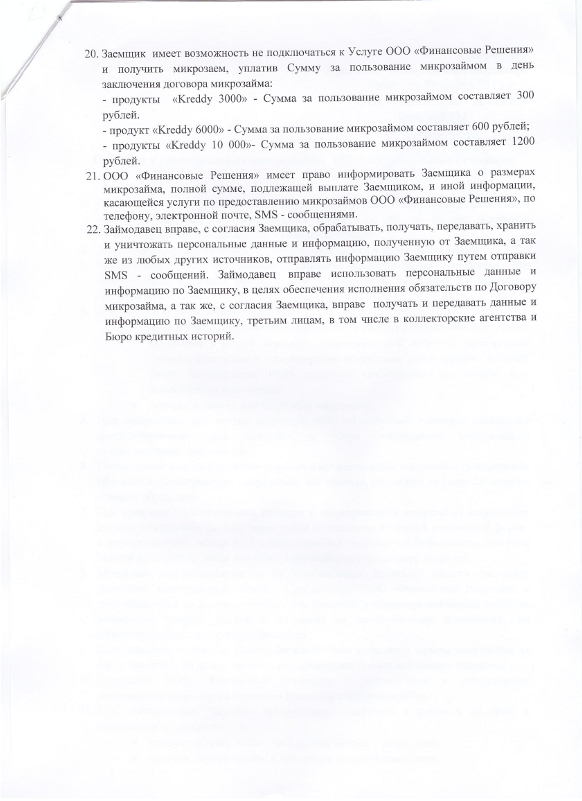 20. Заемщик имеет возможность не подключаться к Услуге ООО «Финансовые Решения»
и получить микрозаем, уплатив Сумму за пользование микрозаймом в день
заключения договора микрозайма:
- продукты «Kreddy 3000» - Сумма за пользование микрозаймом составляет 300
рублей.
- продукт «Kreddy 6000» - Сумма за пользование микрозаймом составляет 600 рублей;
- продукты «Kreddy 10 000»- Сумма за пользование микрозаймом составляет 1200
рублей.
21. ООО «Финансовые Решения» имеет право информировать Заемщика о размерах
микрозайма, полной сумме, подлежащей выплате Заемщиком, и иной информации,
касающейся услуги по предоставлению микрозаймов ООО «Финансовые Решения», по
телефону, электронной почте, SMS - сообщениями.
22. Займодавец вправе, с согласия Заемщика, обрабатывать, получать, передавать, хранить
и уничтожать персональные данные и информацию, полученную от Заемщика, а так
же из любых других источников, отправлять информацию Заемщику путем отправки
SMS - сообщений. Займодавец вправе использовать персональные данные и
информацию по Заемщику, в целях обеспечения исполнения обязательств по Договору
микрозайма, а так же, с согласия Заемщика, вправе получать и передавать данные и
информацию по Заемщику, третьим лицам, в том числе в коллекторские агентства и
Бюро кредитных историй.